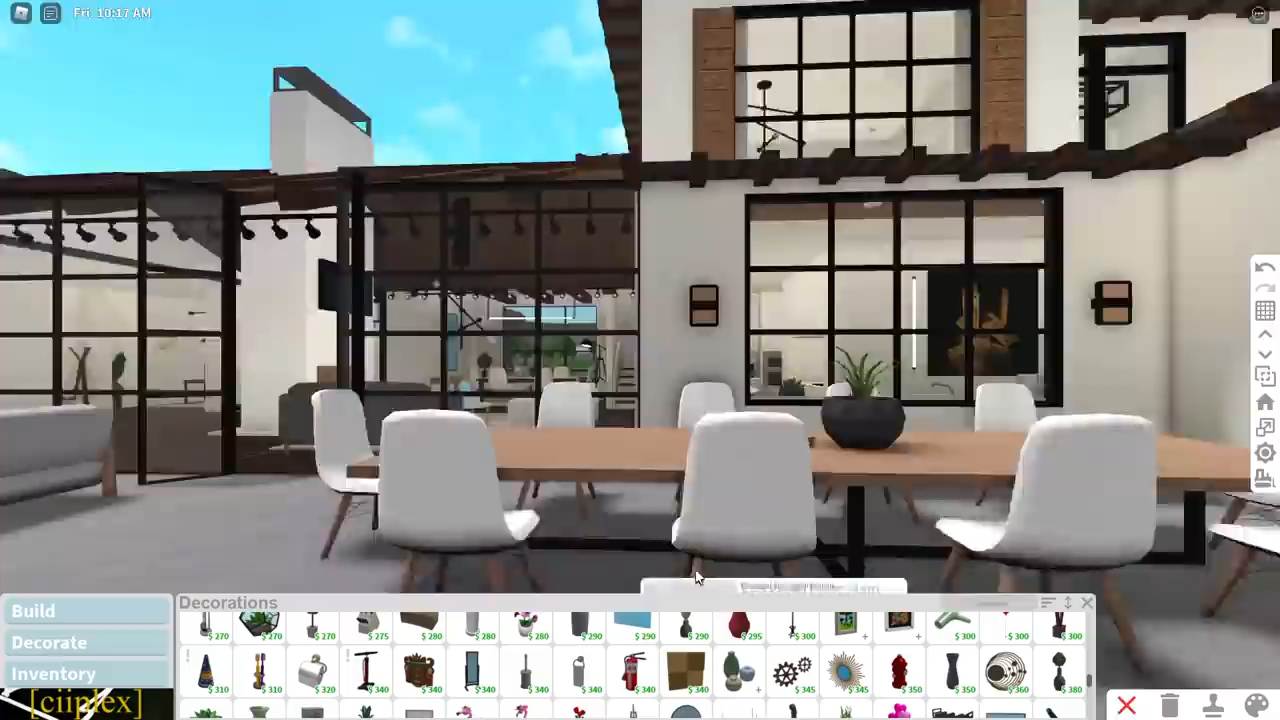 Fri. 10:17 AM
Build
Decorate
Inventory
[ciiplex]
Decorations
$ 270 $ 270 $ 270 $ 275 $ 280 $ 280 $ 280 $ 290 $ 290 $ 290 $ 295 $ 300 + + $ 300 $ 300 $ 300
$ 310 $ 310 $ 320 $ 340 $ 340 $ 340 $ 340 $ 340 $ 340 $ 340 + $ 345 $ 345 $ 350 $ 350 $ 360 $ 380